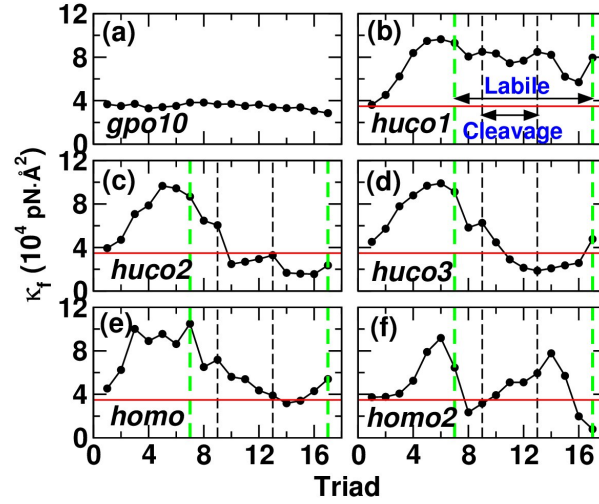 12
(a)
(b)
8
Labile
4
gpo10
huco1
Cleavage
0
κf (10⁴ pN·Å²)
12
(c)
(d)
8
4
huco2
huco3
0
12
(e)
(f)
8
4
homo
homo2
0
0 4 8 12 16 0 4 8 12 16
Triad